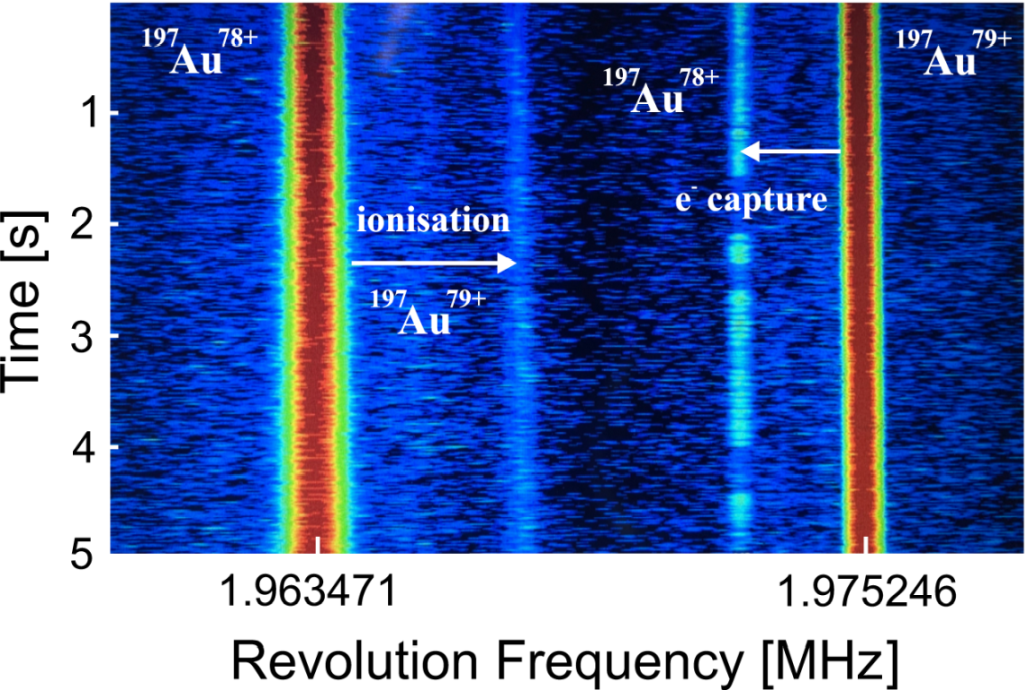 197Au78+
197Au78+
197Au79+
e- capture
ionisation
197Au79+
Time [s]
1
2
3
4
5
1.963471
1.975246
Revolution Frequency [MHz]